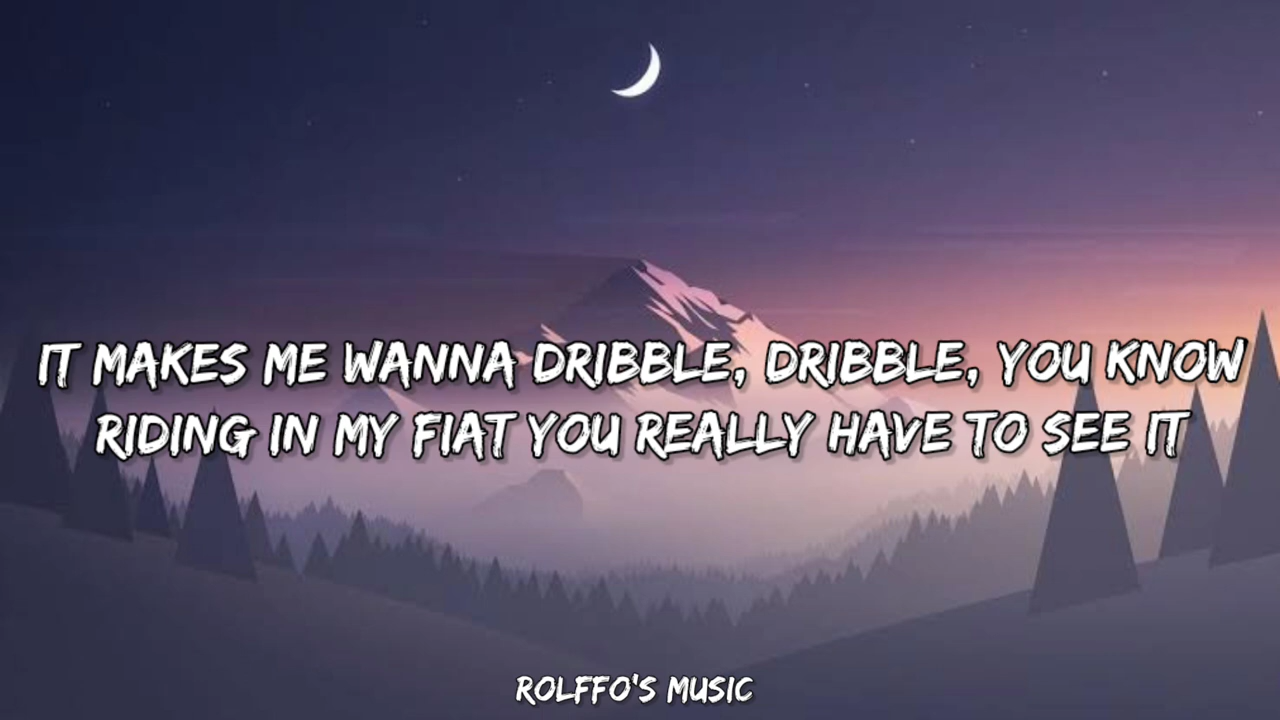 IT MAKES ME WANNA DRIBBLE, DRIBBLE, YOU KNOW
RIDING IN MY FIAT YOU REALLY HAVE TO SEE IT
ROLFFO'S MUSIC